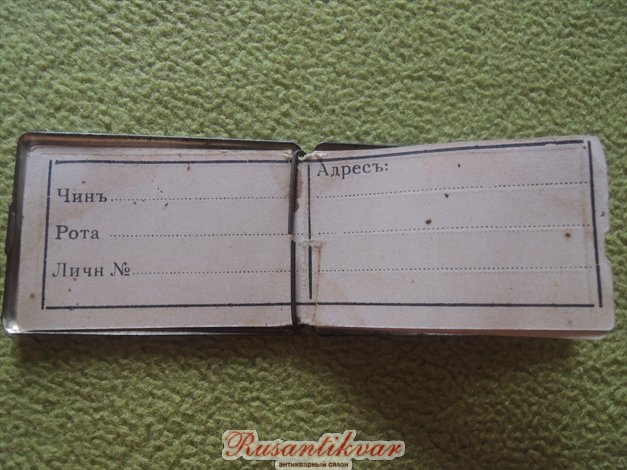 Чинъ
Рота
Личн №
Адресъ:
Rusantikvar
антикварный салон